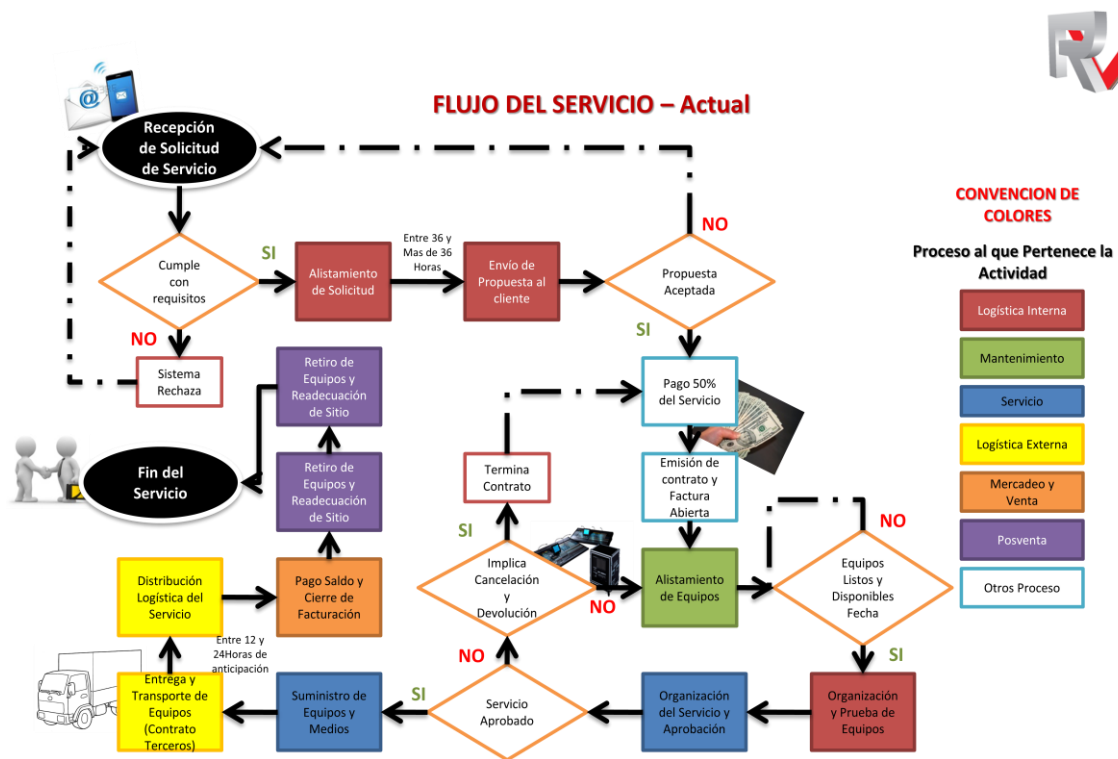 FLUJO DEL SERVICIO – Actual
Recepción
de Solicitud
de Servicio
Cumple
con
requisitos
SI
NO
Alistamiento
de Solicitud
Entre 36 y
Mas de 36
Horas
Envío de
Propuesta al
cliente
Propuesta
Aceptada
NO
SI
Sistema
Rechaza
Retiro de
Equipos y
Readecuación
de Sitio
Pago 50%
del Servicio
Fin del
Servicio
Retiro de
Equipos y
Readecuación
de Sitio
Termina
Contrato
Emisión de
contrato y
Factura
Abierta
SI
NO
Distribución
Logística del
Servicio
Pago Saldo y
Cierre de
Facturación
Implica
Cancelación
y
Devolución
NO
Alistamiento
de Equipos
Equipos
Listos y
Disponibles
Fecha
SI
Entre 12 y
24Horas de
anticipación
NO
Entrega y
Transporte de
Equipos
(Contrato
Terceros)
Suministro de
Equipos y
Medios
SI
Servicio
Aprobado
Organización
del Servicio y
Aprobación
Organización
y Prueba de
Equipos
CONVENCION DE
COLORES
Proceso al que Pertenece la
Actividad
Logística Interna
Mantenimiento
Servicio
Logística Externa
Mercadeo y
Venta
Posventa
Otros Proceso